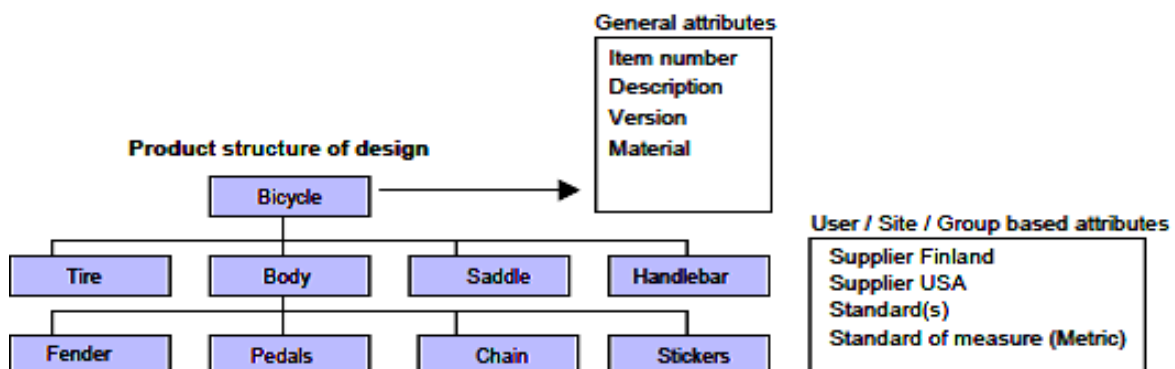 General attributes
Item number
Description
Version
Material
Product structure of design
Bicycle
User / Site / Group based attributes
Tire
Body
Saddle
Handlebar
Supplier Finland
Supplier USA
Standard(s)
Standard of measure (Metric)
Fender
Pedals
Chain
Stickers